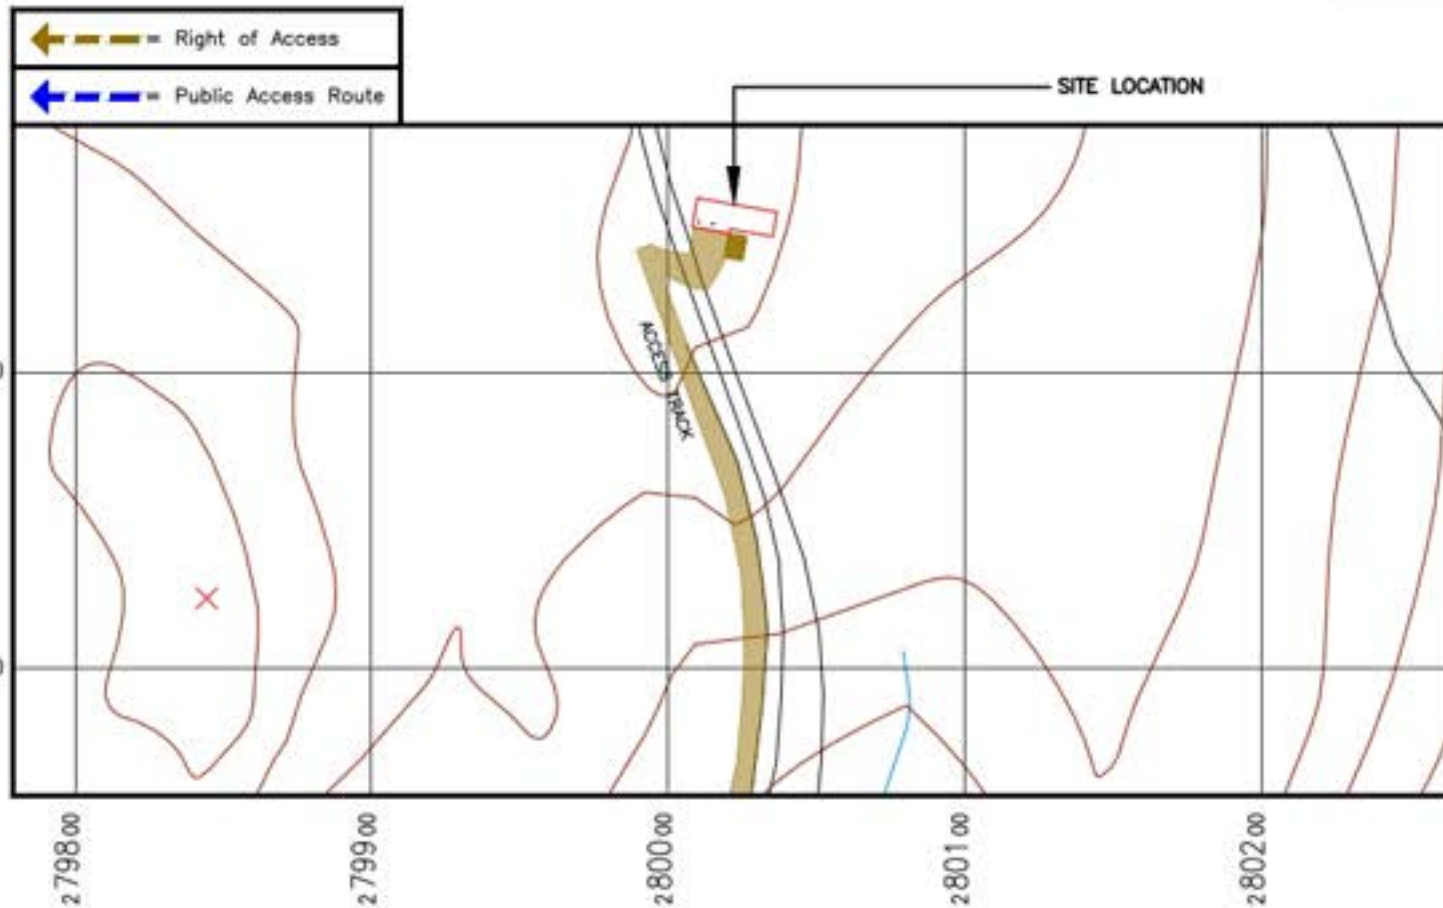 Right of Access
Public Access Route
SITE LOCATION
ACCESS TRACK
279800
279900
280000
280100
280200